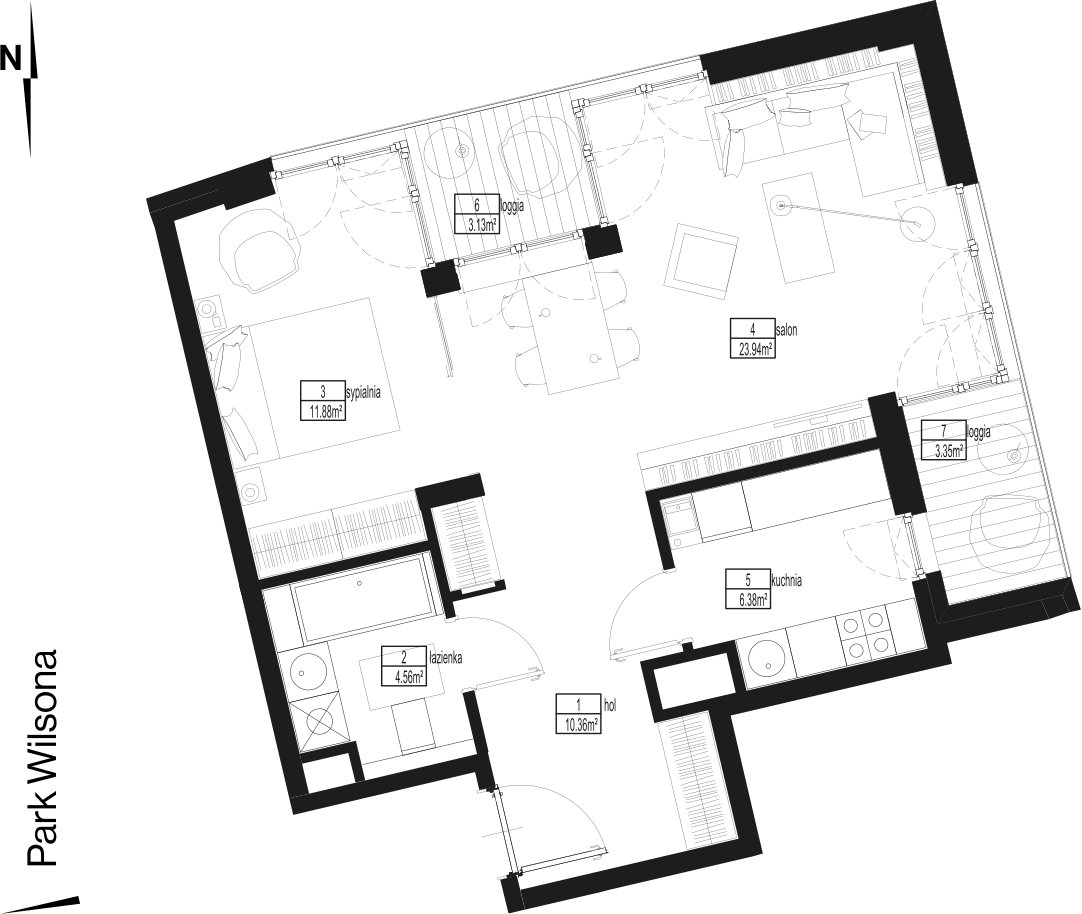 N
6 loggia
3.13m²
4 salon
23.94m²
3 sypialnia
11.88m²
7 loggia
3.35m²
5 kuchnia
6.38m²
2 łazienka
4.56m²
1 hol
10.36m²
Park Wilsona